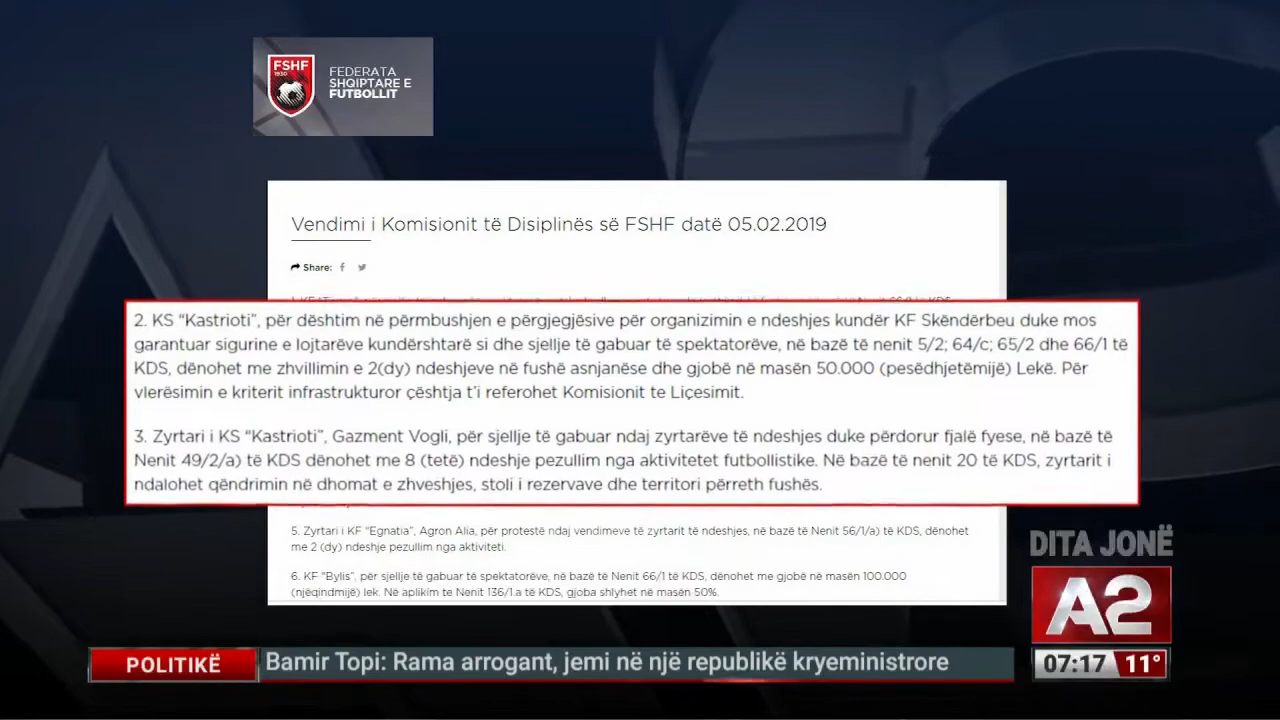 FSHF
1930
FEDERATA
SHQIPTARE E
FUTBOLLIT
Vendimi i Komisionit të Disiplinës së FSHF datë 05.02.2019
Share:
2. KS “Kastrioti”, për dështim në përmbushjen e përgjegjësive për organizimin e ndeshjes kundër KF Skëndërbeu duke mos
garantuar sigurine e lojtarëve kundërshtarë si dhe sjellje të gabuar të spektatorëve, në bazë të nenit 5/2; 64/c; 65/2 dhe 66/1 të
KDS, dënohet me zhvillimin e 2(dy) ndeshjeve në fushë asnjanëse dhe gjobë në masën 50.000 (pesëdhjetëmijë) Lekë. Për
vlerësimin e kriterit infrastrukturor çështja t’i referohet Komisionit te Liçesimit.
3. Zyrtari i KS “Kastrioti”, Gazment Vogli, për sjellje të gabuar ndaj zyrtarëve të ndeshjes duke përdorur fjalë fyese, në bazë të
Nenit 49/2/a) të KDS dënohet me 8 (tetë) ndeshje pezullim nga aktivitetet futbollistike. Në bazë të nenit 20 të KDS, zyrtarit i
ndalohet qëndrimin në dhomat e zhveshjes, stoli i rezervave dhe territori përreth fushës.
5. Zyrtari i KF “Egnatia”, Agron Alia, për protestë ndaj vendimeve të zyrtarit të ndeshjes, në bazë të Nenit 56/1/a) të KDS, dënohet
me 2 (dy) ndeshje pezullim nga aktiviteti.
6. KF “Bylis”, për sjellje të gabuar të spektatorëve, në bazë të Nenit 66/1 të KDS, dënohet me gjobë në masën 100.000
(njëqindmijë) lek. Në aplikim te Nenit 136/1.a të KDS, gjoba shlyhet në masën 50%.
DITA JONË
A2
07:17 11°
POLITIKË
Bamir Topi: Rama arrogant, jemi në një republikë kryeministrore